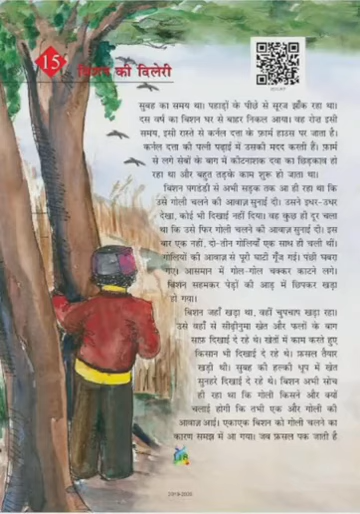 15
बिशन की दिलेरी
सुबह का समय था। पहाड़ों के पीछे से सूरज झाँक रहा था।
दस वर्ष का बिशन घर से बाहर निकल आया। वह रोज़ इसी
समय, इसी रास्ते से कर्नल दत्ता के फ़ार्म हाउस पर जाता है।
कर्नल की पत्नी पढ़ाई में उसकी मदद करती हैं। फ़ार्म
से लगे सेबों के बाग में कीटनाशक दवा का छिड़काव हो
रहा था और बहुत तड़के काम शुरू हो जाता था।
बिशन पगडंडी से अभी सड़क तक आ ही रहा था कि
उसे गोली चलने की आवाज़ सुनाई दी। उसने इधर-उधर
देखा, कोई भी दिखाई नहीं दिया। वह कुछ ही दूर चला
था कि उसे फिर गोली चलने की आवाज़ सुनाई दी। इस
बार एक नहीं, दो-तीन गोलियाँ एक साथ ही चली थीं।
गोलियों की आवाज़ से पूरी घाटी गूँज गई। पंछी घबरा
गए। आसमान में गोल-गोल चक्कर काटने लगे।
बिशन सहमकर पेड़ों की आड़ में छिपकर खड़ा
हो गया।
बिशन जहाँ खड़ा था, वहीं चुपचाप खड़ा रहा।
उसे वहाँ से सीढ़ीनुमा खेत और फलों के बाग
साफ़ दिखाई दे रहे थे। खेतों में काम करते हुए
किसान भी दिखाई दे रहे थे। फ़सल तैयार
खड़ी थी। सुबह की हल्की धूप में खेत
सुनहरे दिखाई दे रहे थे। बिशन अभी सोच
ही रहा था कि गोली किसने और क्यों
चलाई होगी कि तभी एक और गोली की
आवाज़ आई। एकाएक बिशन को गोली चलने का
कारण समझ में आ गया। जब फ़सल पक जाती है
2019-2020